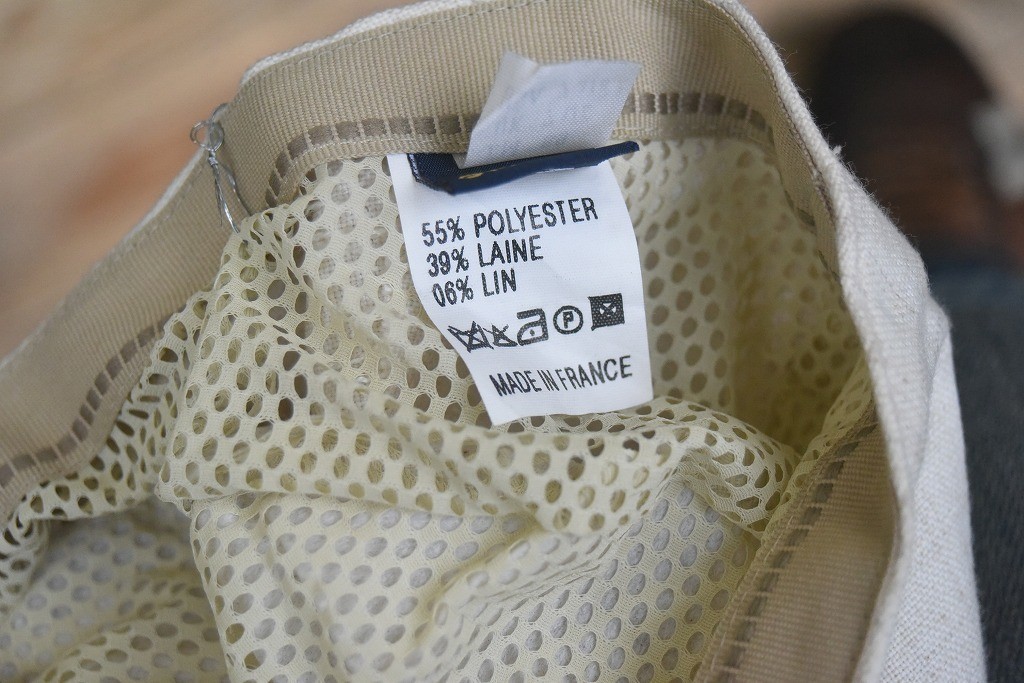 55% POLYESTER
39% LAINE
06% LIN
P
MADE IN FRANCE